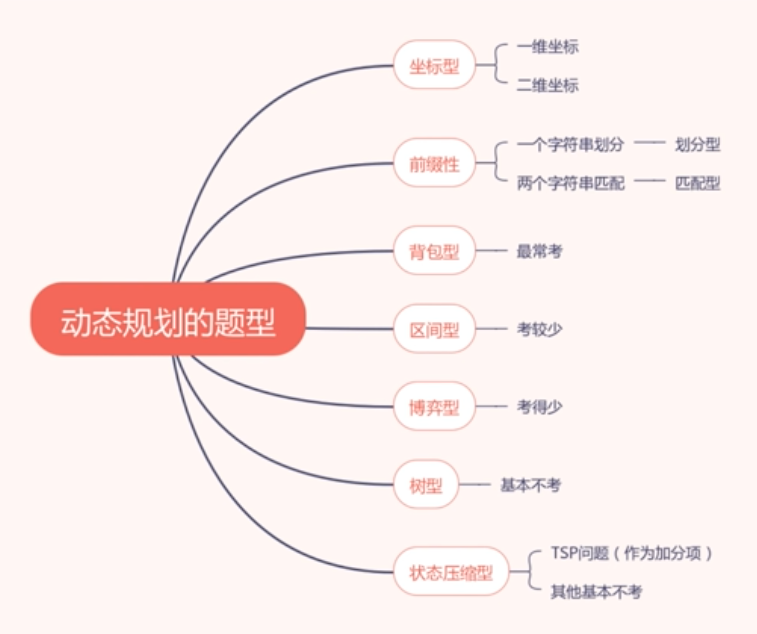 动态规划的题型
坐标型
一维坐标
二维坐标
前缀性
一个字符串划分
划分型
两个字符串匹配
匹配型
背包型
最常考
区间型
考较少
博弈型
考得少
树型
基本不考
状态压缩型
TSP问题（作为加分项）
其他基本不考